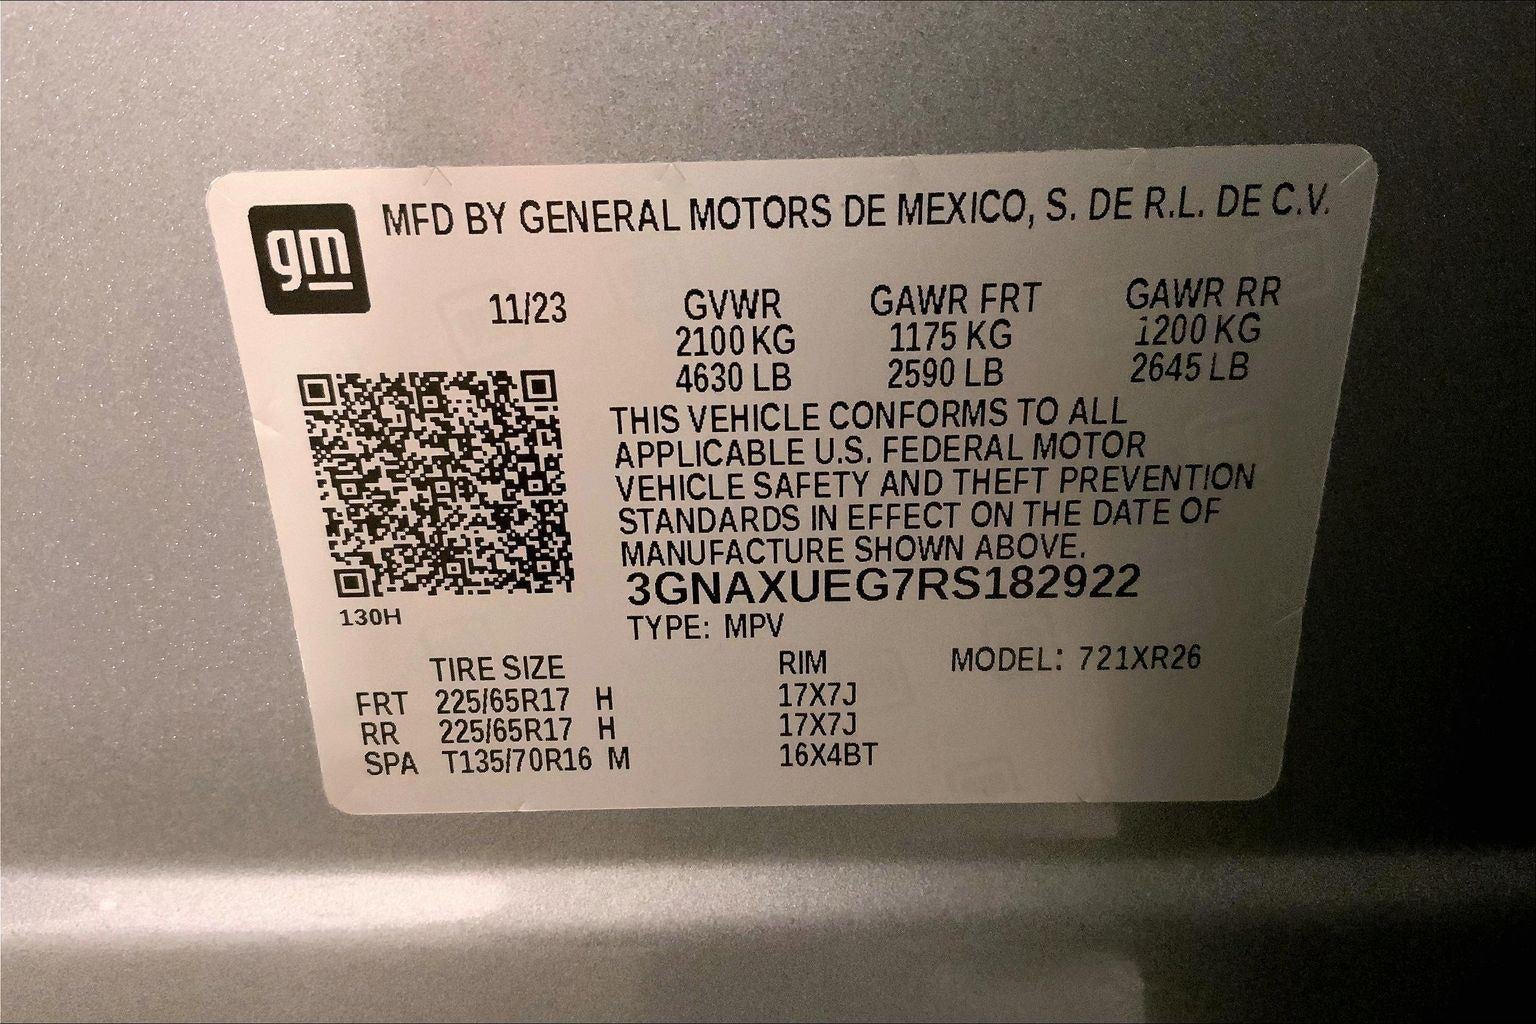 gm
MFD BY GENERAL MOTORS DE MEXICO, S. DE R.L. DE C.V.
11/23 GVWR GAWR FRT GAWR RR
2100 KG 1175 KG 1200 KG
4630 LB 2590 LB 2645 LB
THIS VEHICLE CONFORMS TO ALL
APPLICABLE U.S. FEDERAL MOTOR
VEHICLE SAFETY AND THEFT PREVENTION
STANDARDS IN EFFECT ON THE DATE OF
MANUFACTURE SHOWN ABOVE.
3GNAXUEG7RS182922
130H
TYPE: MPV
TIRE SIZE RIM MODEL: 721XR26
FRT 225/65R17 H 17X7J
RR 225/65R17 H 17X7J
SPA T135/70R16 M 16X4BT